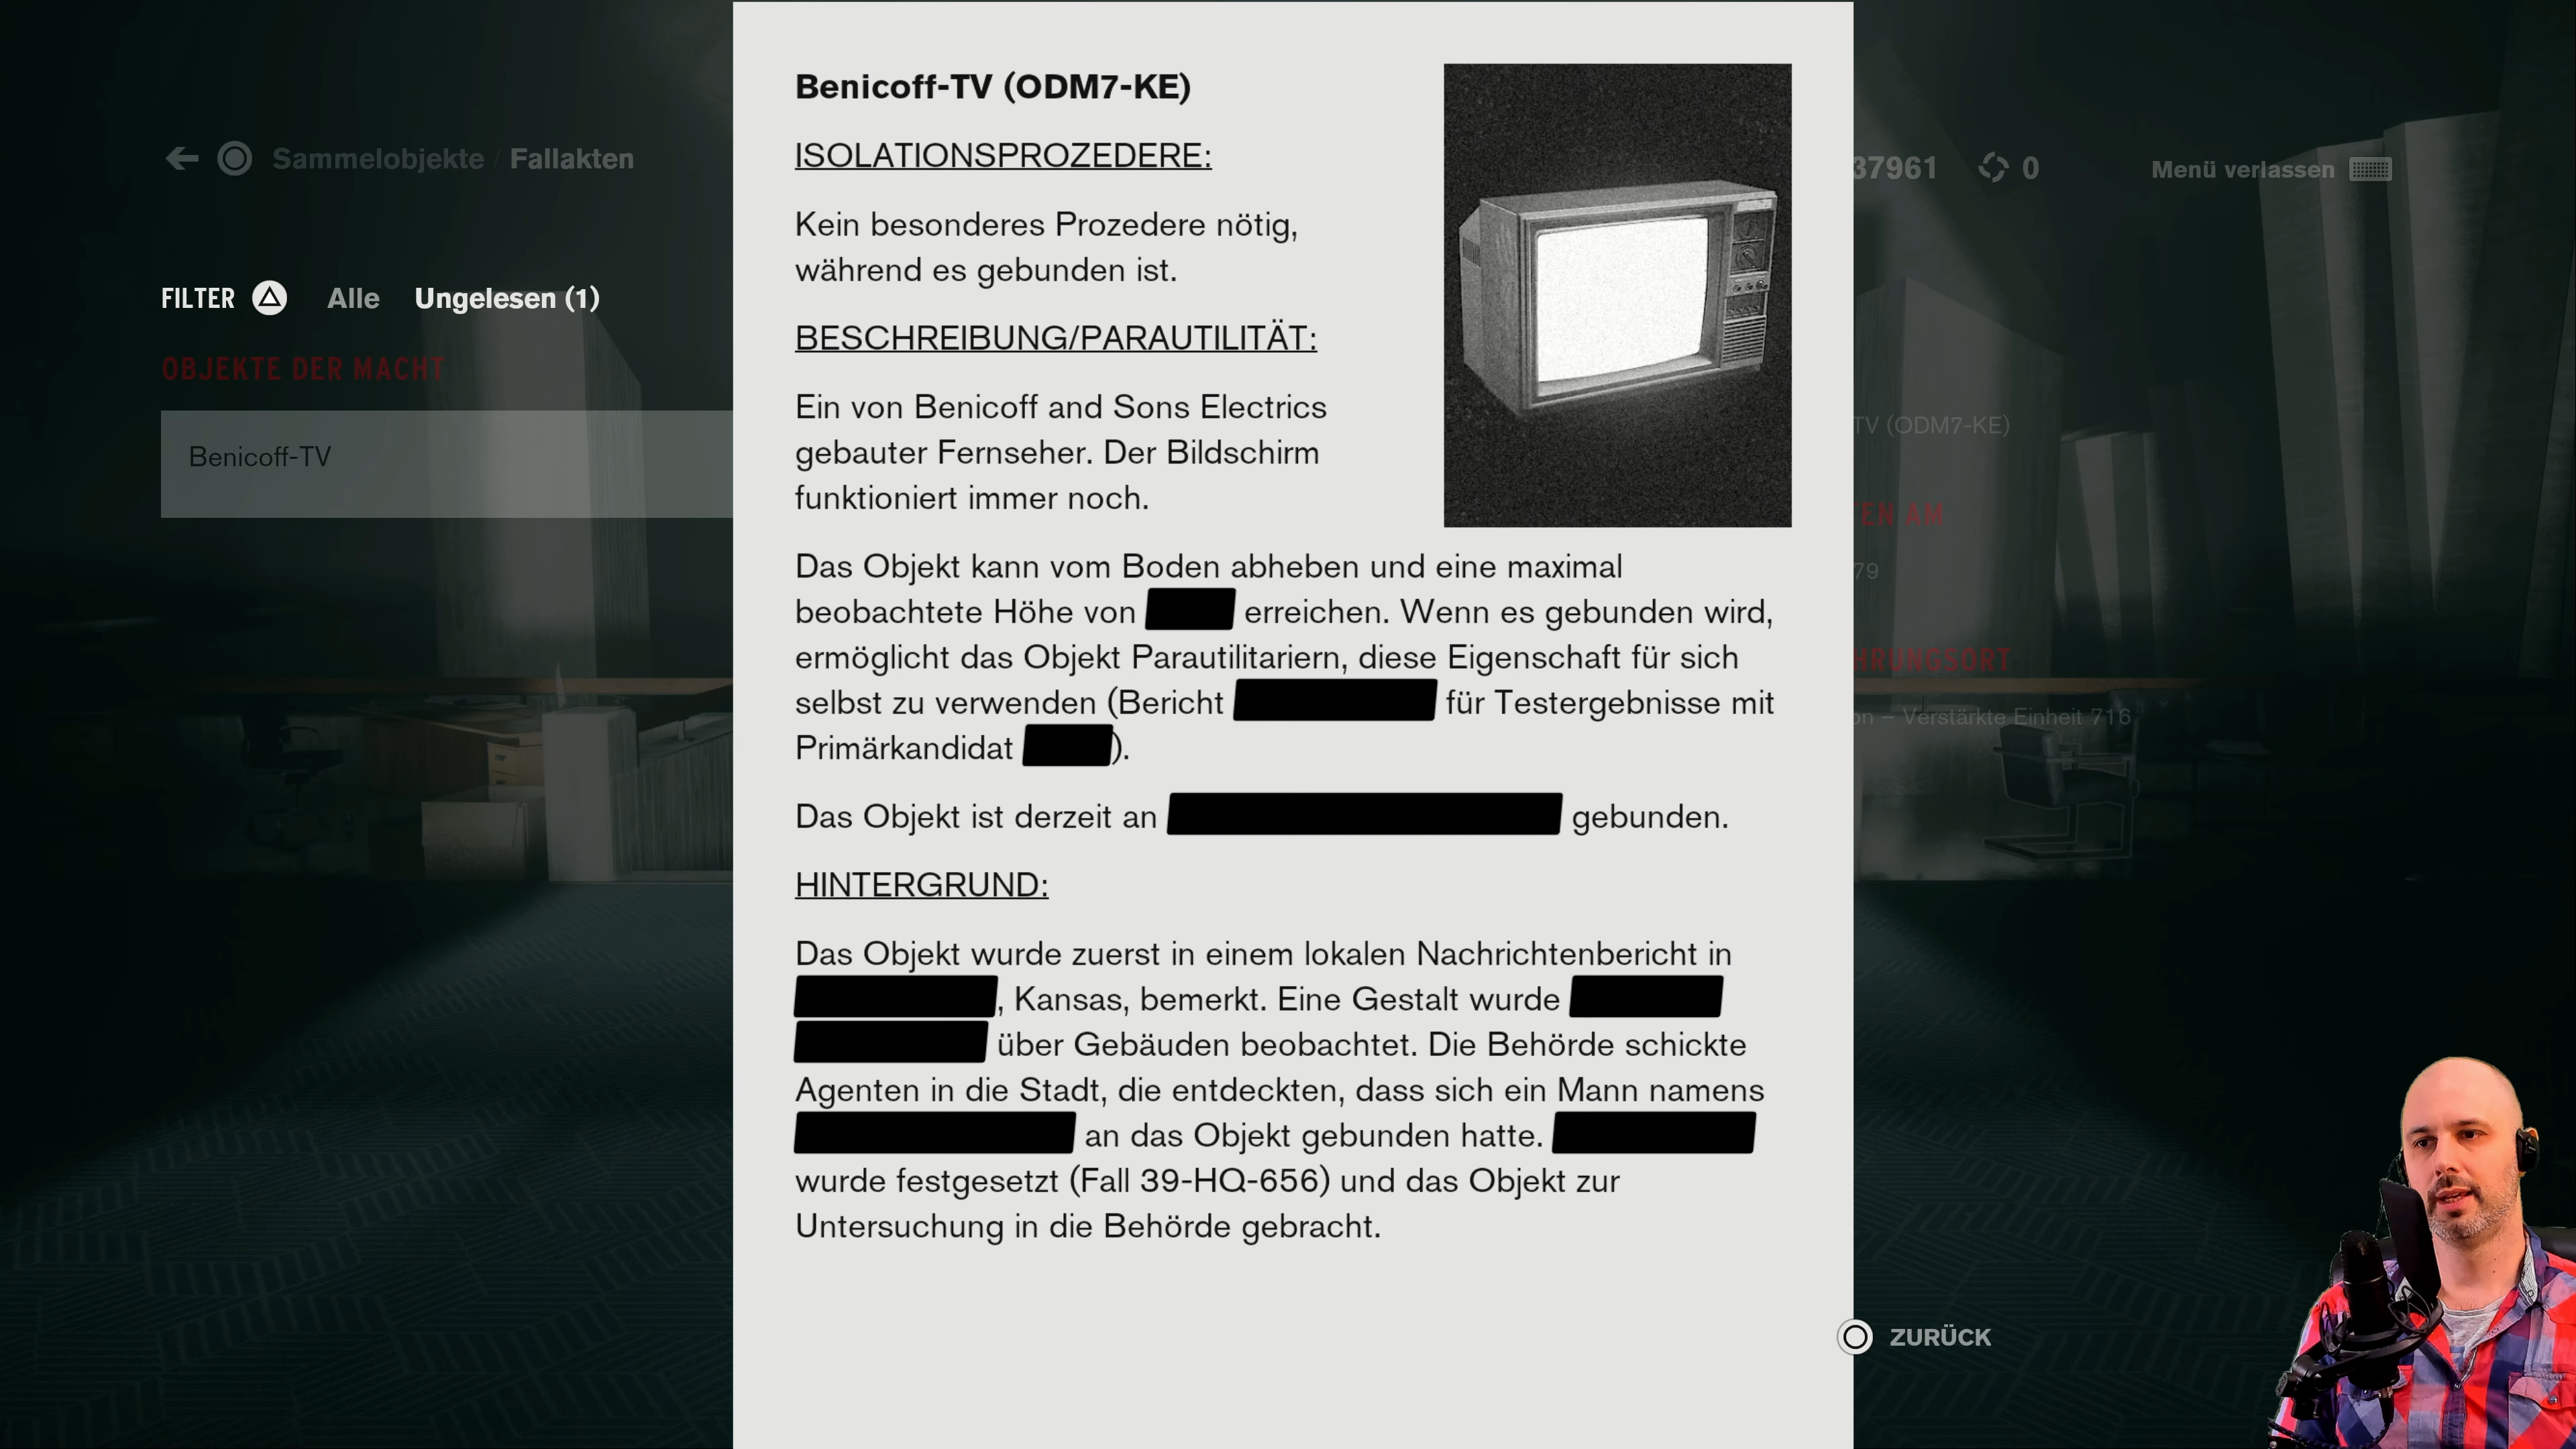 Sammelobjekte / Fallakten
37961
0
Menü verlassen
FILTER Alle Ungelesen (1)
OBJEKTE DER MACHT
Benicoff-TV
Benicoff-TV (ODM7-KE)
ISOLATIONSPROZEDERE:
Kein besonderes Prozedere nötig,
während es gebunden ist.
BESCHREIBUNG/PARAUTILITÄT:
Ein von Benicoff and Sons Electrics
gebauter Fernseher. Der Bildschirm
funktioniert immer noch.
Das Objekt kann vom Boden abheben und eine maximal
beobachtete Höhe von erreichen. Wenn es gebunden wird,
ermöglicht das Objekt Parautilitariern, diese Eigenschaft für sich
selbst zu verwenden (Bericht für Testergebnisse mit
Primärkandidat ).
Das Objekt ist derzeit an gebunden.
HINTERGRUND:
Das Objekt wurde zuerst in einem lokalen Nachrichtenbericht in
, Kansas, bemerkt. Eine Gestalt wurde
über Gebäuden beobachtet. Die Behörde schickte
Agenten in die Stadt, die entdeckten, dass sich ein Mann namens
an das Objekt gebunden hatte.
wurde festgesetzt (Fall 39-HQ-656) und das Objekt zur
Untersuchung in die Behörde gebracht.
TV (ODM7-KE)
TEN AM
79
HRUNGSORT
on – Verstärkte Einheit 716
ZURÜCK